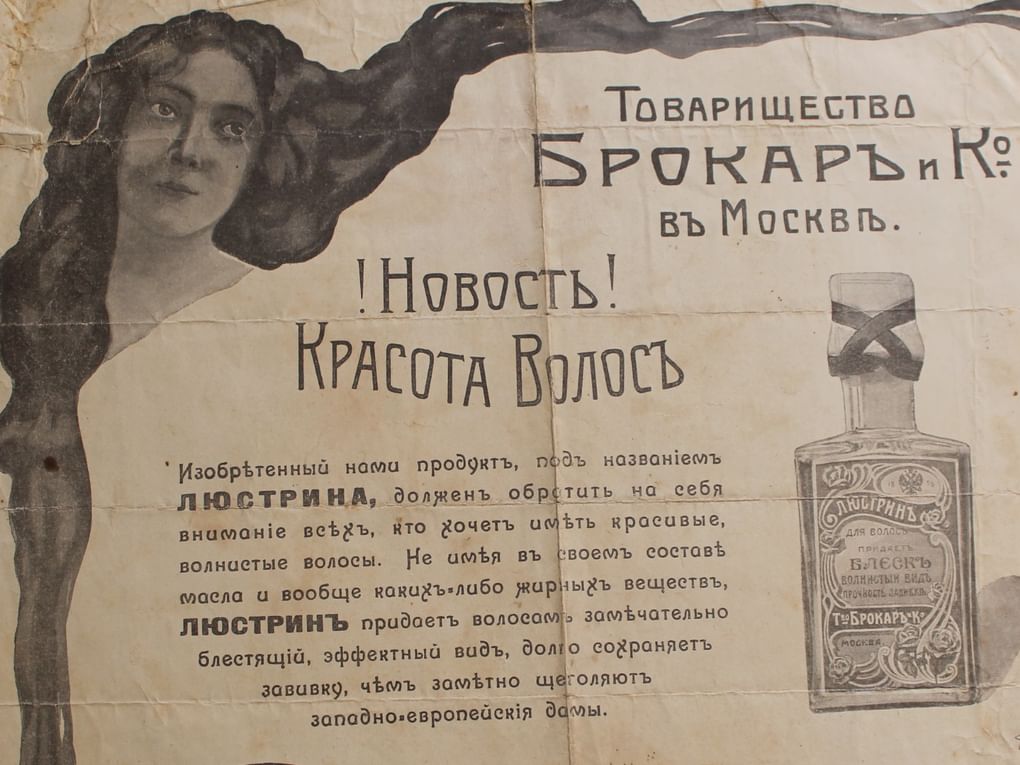 Товарищество
Брокаръ и Ко
въ Москвѣ.
!Новость!
Красота Волосъ
Изобрѣтенный нами продуктъ, подъ названіемъ
ЛЮСТРИНА, долженъ обратить на себя
вниманіе всѣхъ, кто хочетъ имѣть красивые,
волнистые волосы. Не имѣя въ своемъ составѣ
масла и вообще какихъ-либо жирныхъ веществъ,
ЛЮСТРИНЪ придаетъ волосамъ замѣчательно
блестящій, эффектный видъ, долго сохраняетъ
завивку, чѣмъ замѣтно щеголяютъ
западно-европейскія дамы.
ЛЮСТРИНЪ
ДЛЯ ВОЛОСЪ
ПРИДАЕТЪ
БЛЕСКЪ
ВОЛНИСТЫЙ ВИДЪ
ПРОЧНОСТЬ ЗАВИВКѢ
Тво БРОКАРЪ и Ко
МОСКВА.